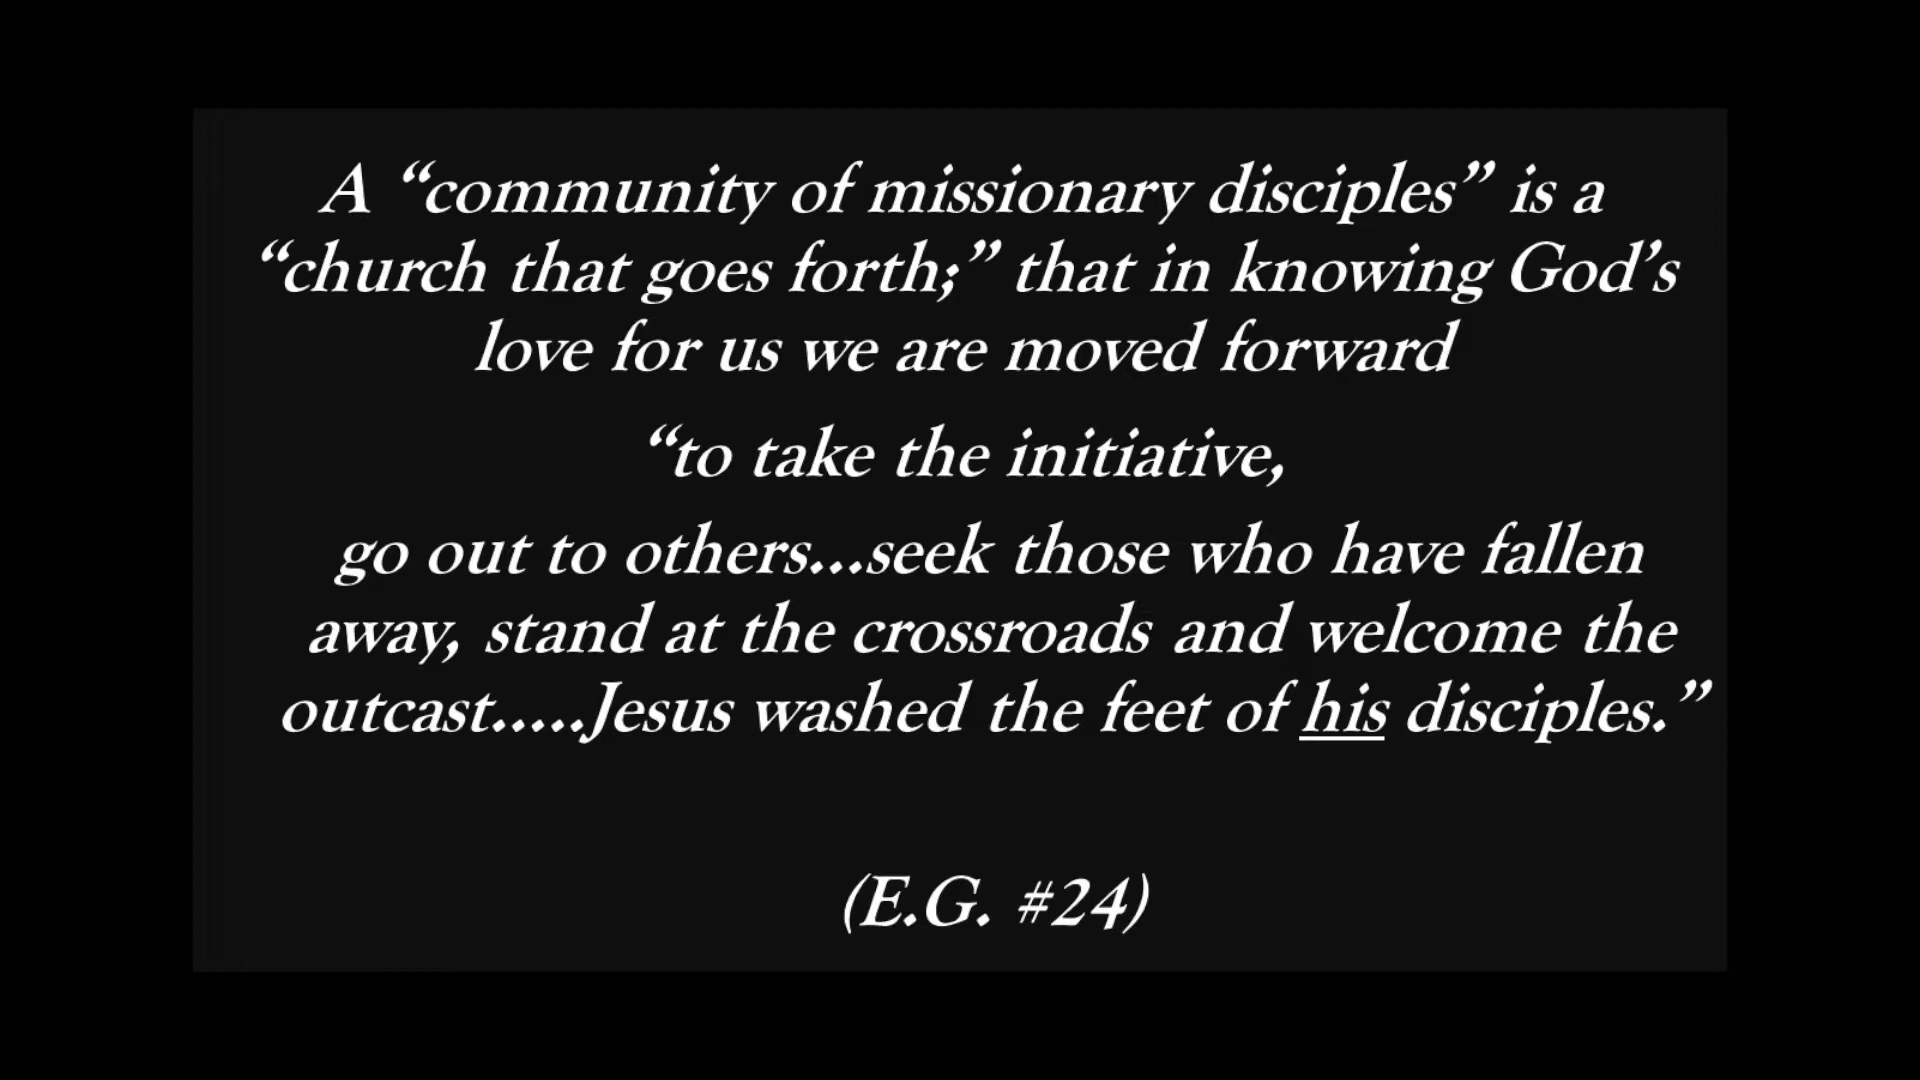 A “community of missionary disciples” is a
“church that goes forth;” that in knowing God’s
love for us we are moved forward
“to take the initiative,
go out to others...seek those who have fallen
away, stand at the crossroads and welcome the
outcast.....Jesus washed the feet of his disciples.”
(E.G. #24)